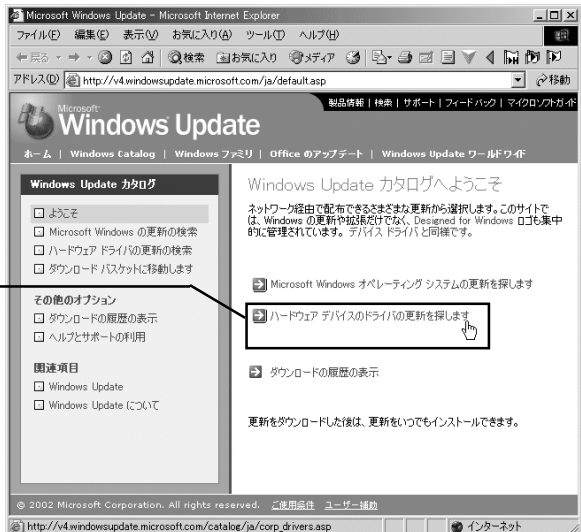 Microsoft Windows Update - Microsoft Internet Explorer
ファイル(F) 編集(E) 表示(V) お気に入り(A) ツール(T) ヘルプ(H)
戻る 検索 お気に入り メディア
アドレス(D) http://v4.windowsupdate.microsoft.com/ja/default.asp 移動
製品情報 | 検索 | サポート | フィードバック | マイクロソフトガイド
Microsoft
Windows Update
ホーム | Windows Catalog | Windows ファミリ | Office のアップデート | Windows Update ワールドワイド
Windows Update カタログ
ようこそ
Microsoft Windows の更新の検索
ハードウェア ドライバの更新の検索
ダウンロード バスケットに移動します
その他のオプション
ダウンロードの履歴の表示
ヘルプとサポートの利用
関連項目
Windows Update
Windows Update について
Windows Update カタログへようこそ
ネットワーク経由で配布できるさまざまな更新から選択します。このサイトで
は、Windows の更新や拡張だけでなく、Designed for Windows ロゴも集中
的に管理されています。デバイス ドライバと同様です。
Microsoft Windows オペレーティング システムの更新を探します
ハードウェア デバイスのドライバの更新を探します
ダウンロードの履歴の表示
更新をダウンロードした後は、更新をいつでもインストールできます。
© 2002 Microsoft Corporation. All rights reserved. ご使用条件 ユーザー補助
http://v4.windowsupdate.microsoft.com/catalog/ja/corp_drivers.asp インターネット